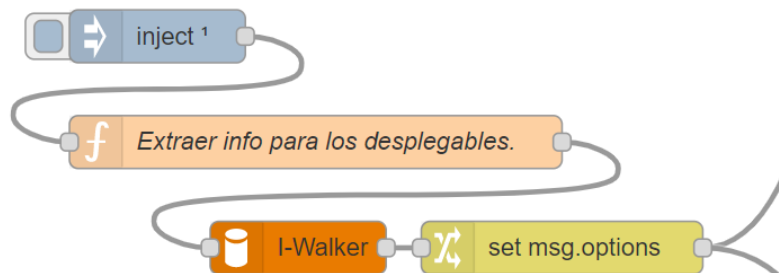 inject ¹
Extraer info para los desplegables.
I-Walker
set msg.options